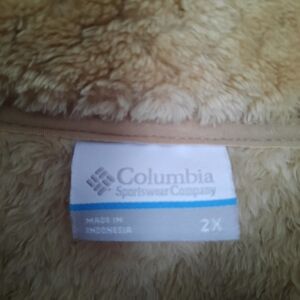 Columbia
Sportswear Company
MADE IN
INDONESIA
2X